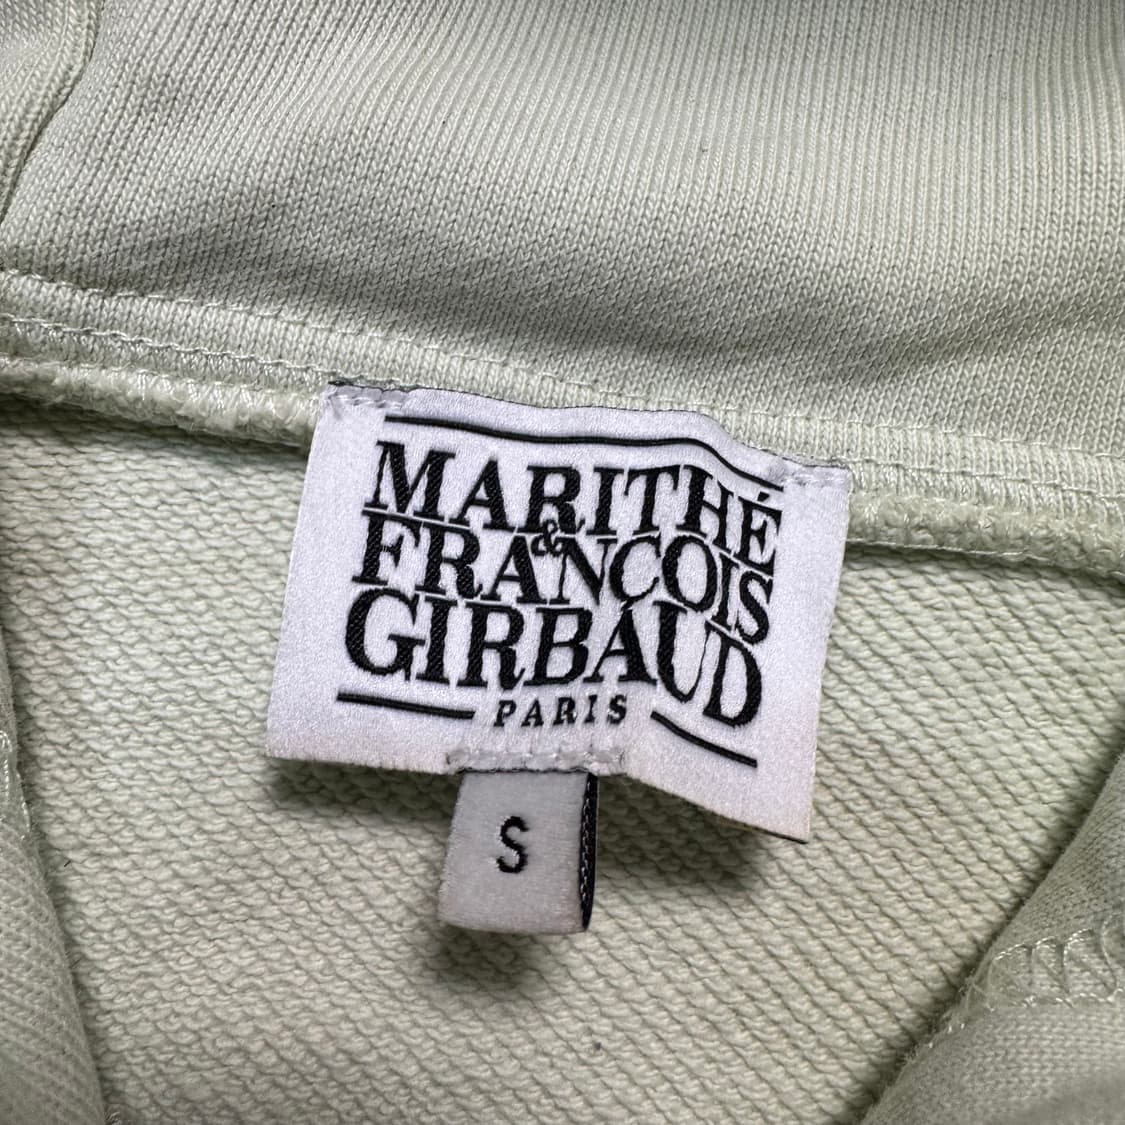 MARITHÉ
&
FRANCOIS
GIRBAUD
PARIS
S